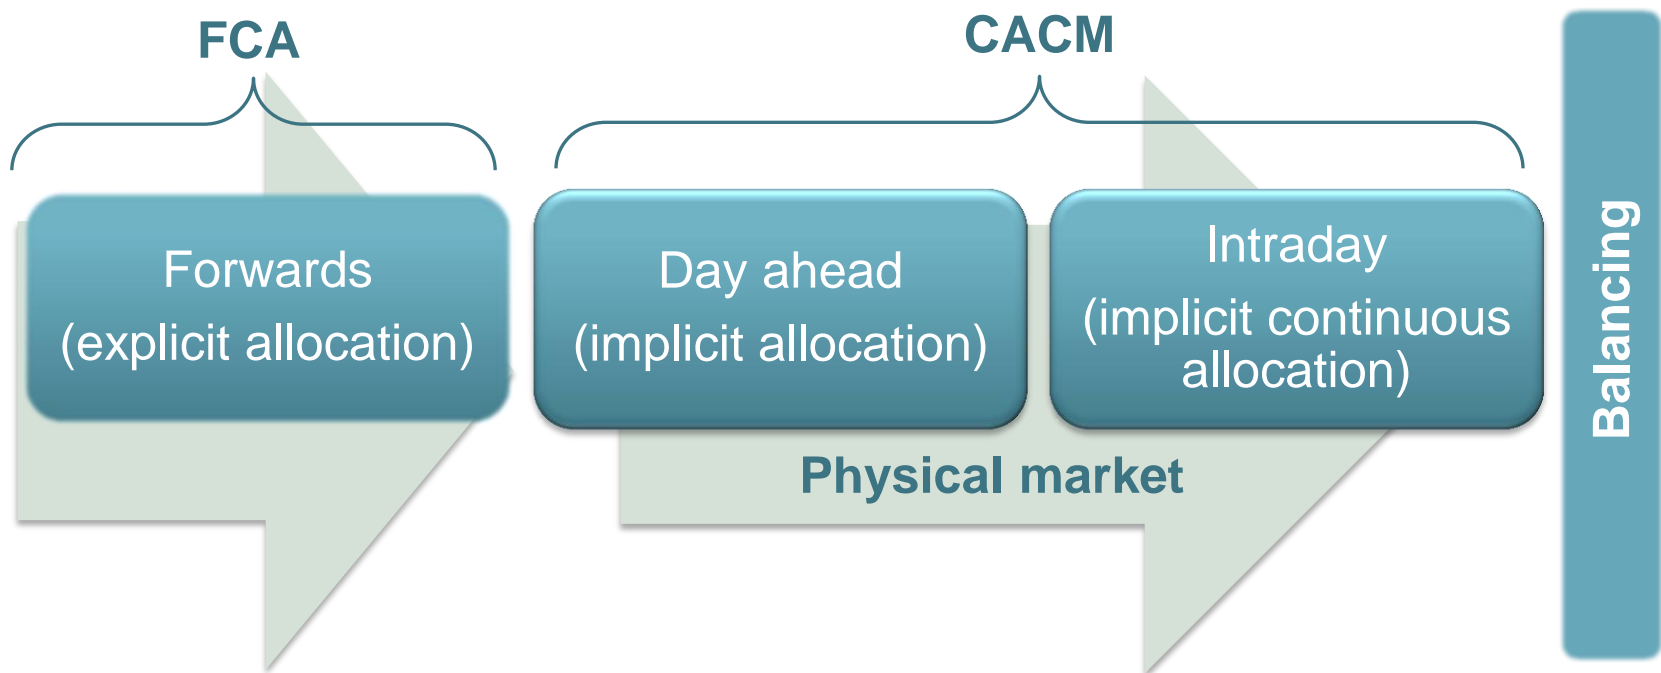 FCA
CACM
Forwards
(explicit allocation)
Day ahead
(implicit allocation)
Intraday
(implicit continuous
allocation)
Physical market
Balancing